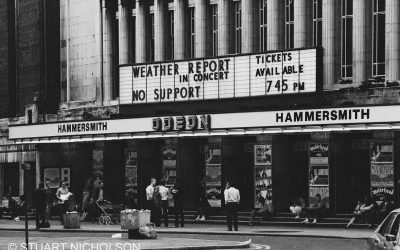 WEATHER REPORT
IN CONCERT
NO SUPPORT
TICKETS
AVAILABLE
7 45 PM
HAMMERSMITH
ODEON
HAMMERSMITH
© STUART NICHOLSON